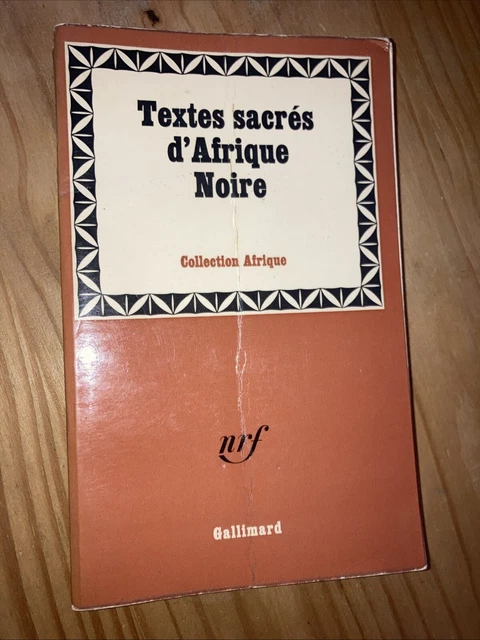 Textes sacrés
d'Afrique
Noire
Collection Afrique
nrf
Gallimard